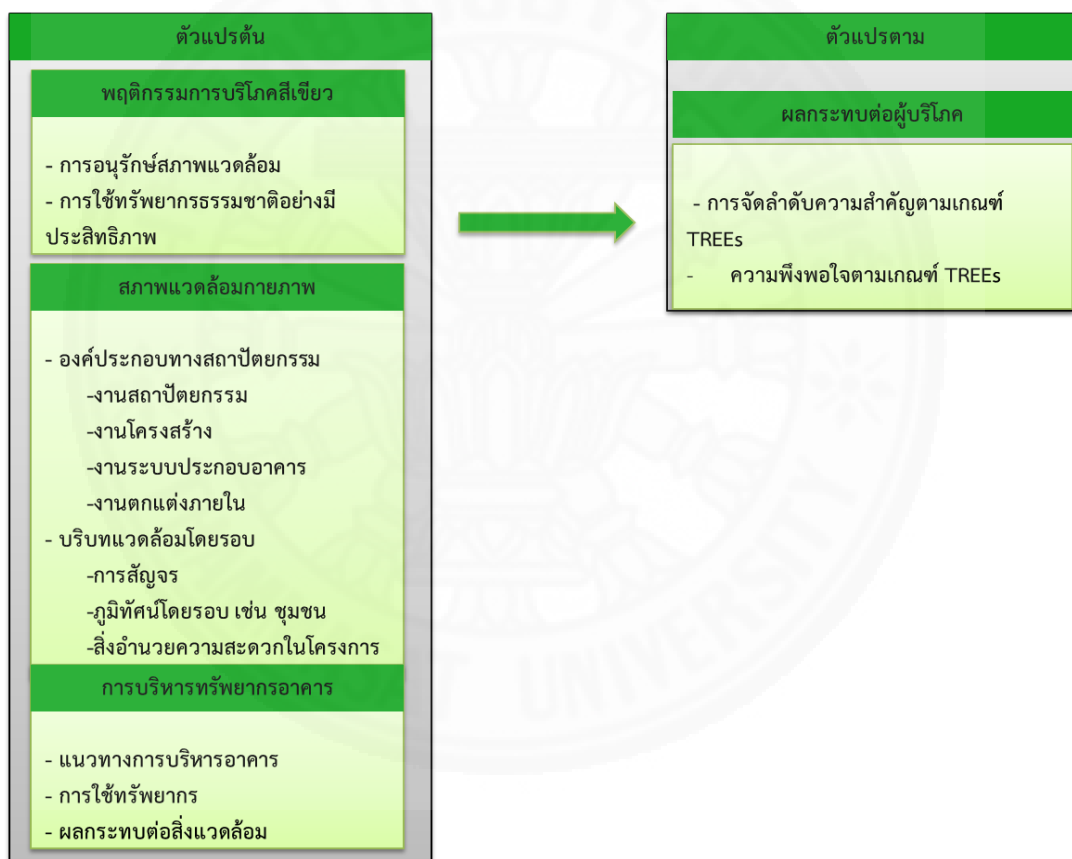 ตัวแปรต้น
พฤติกรรมการบริโภคสีเขียว
- การอนุรักษ์สภาพแวดล้อม
- การใช้ทรัพยากรธรรมชาติอย่างมี
ประสิทธิภาพ
สภาพแวดล้อมกายภาพ
- องค์ประกอบทางสถาปัตยกรรม
-งานสถาปัตยกรรม
-งานโครงสร้าง
-งานระบบประกอบอาคาร
-งานตกแต่งภายใน
- บริบทแวดล้อมโดยรอบ
-การสัญจร
-ภูมิทัศน์โดยรอบ เช่น ชุมชน
-สิ่งอำนวยความสะดวกในโครงการ
การบริหารทรัพยากรอาคาร
- แนวทางการบริหารอาคาร
- การใช้ทรัพยากร
- ผลกระทบต่อสิ่งแวดล้อม
ตัวแปรตาม
ผลกระทบต่อผู้บริโภค
- การจัดลำดับความสำคัญตามเกณฑ์
TREEs
- ความพึงพอใจตามเกณฑ์ TREEs
UNIVERSITY